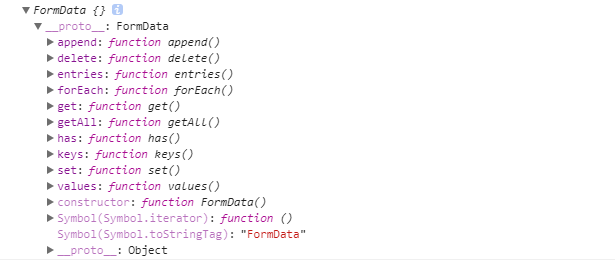 FormData {} i
__proto__: FormData
append: function append()
delete: function delete()
entries: function entries()
forEach: function forEach()
get: function get()
getAll: function getAll()
has: function has()
keys: function keys()
set: function set()
values: function values()
constructor: function FormData()
Symbol(Symbol.iterator): function ()
Symbol(Symbol.toStringTag): "FormData"
__proto__: Object